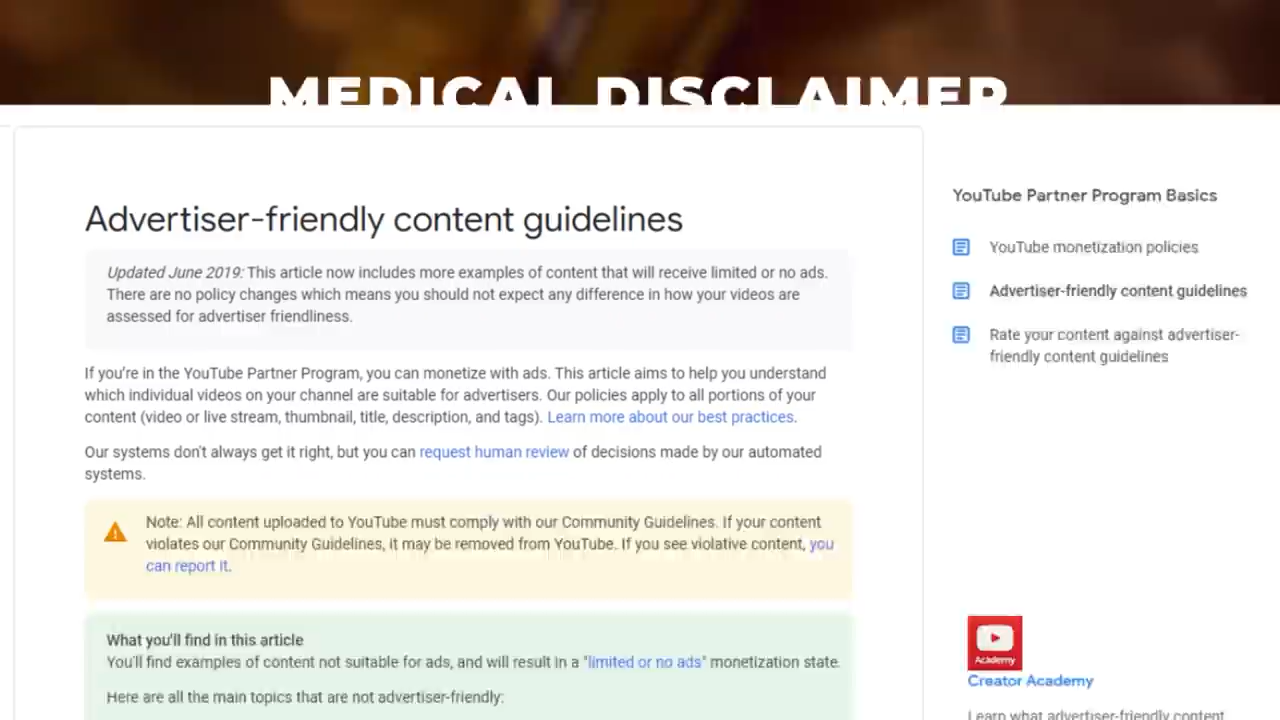 MEDICAL DISCLAIMER
Advertiser-friendly content guidelines
Updated June 2019: This article now includes more examples of content that will receive limited or no ads.
There are no policy changes which means you should not expect any difference in how your videos are
assessed for advertiser friendliness.
If you're in the YouTube Partner Program, you can monetize with ads. This article aims to help you understand
which individual videos on your channel are suitable for advertisers. Our policies apply to all portions of your
content (video or live stream, thumbnail, title, description, and tags). Learn more about our best practices.
Our systems don't always get it right, but you can request human review of decisions made by our automated
systems.
Note: All content uploaded to YouTube must comply with our Community Guidelines. If your content
violates our Community Guidelines, it may be removed from YouTube. If you see violative content, you
can report it.
What you'll find in this article
You'll find examples of content not suitable for ads, and will result in a "limited or no ads" monetization state.
Here are all the main topics that are not advertiser-friendly:
YouTube Partner Program Basics
YouTube monetization policies
Advertiser-friendly content guidelines
Rate your content against advertiser-
friendly content guidelines
Academy
Creator Academy
Learn what advertiser-friendly content